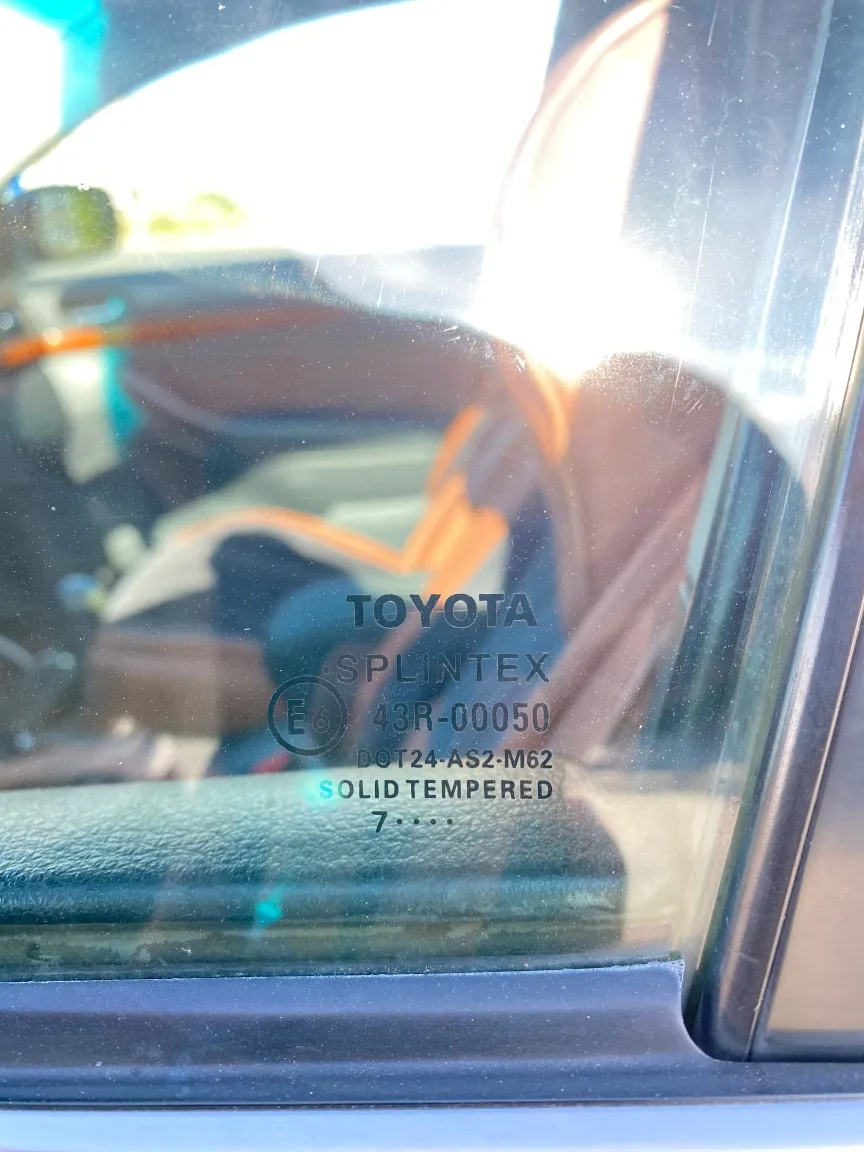 TOYOTA
SPLINTEX
E6 43R-00050
DOT24-AS2-M62
SOLID TEMPERED
7····